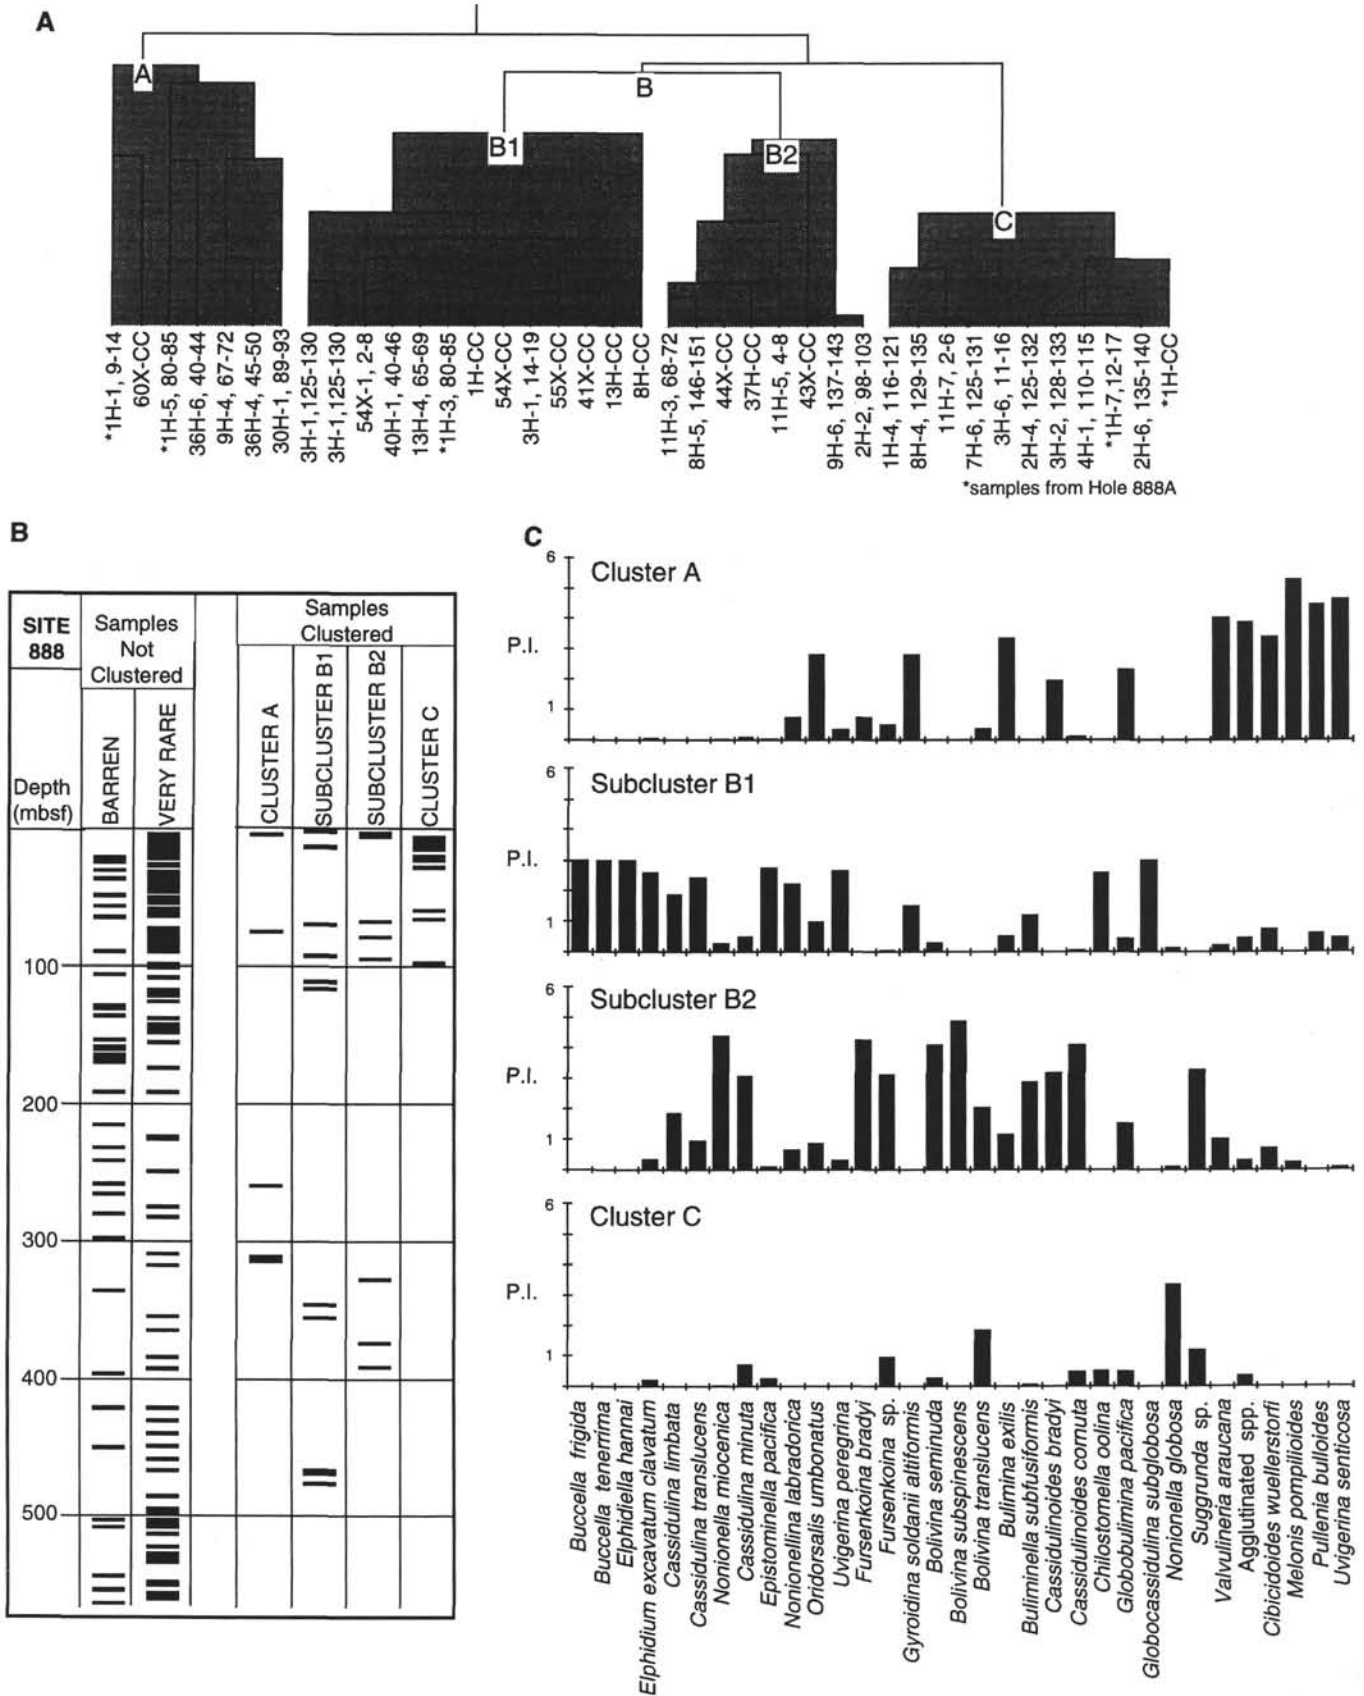 A
A
B
B1
B2
C
*1H-1, 9-14
60X-CC
*1H-5, 80-85
36H-6, 40-44
9H-4, 67-72
36H-4, 45-50
30H-1, 89-93
3H-1,125-130
3H-1,125-130
54X-1, 2-8
40H-1, 40-46
13H-4, 65-69
*1H-3, 80-85
1H-CC
54X-CC
3H-1, 14-19
55X-CC
41X-CC
13H-CC
8H-CC
11H-3, 68-72
8H-5, 146-151
44X-CC
37H-CC
11H-5, 4-8
43X-CC
9H-6, 137-143
2H-2, 98-103
1H-4, 116-121
8H-4, 129-135
11H-7, 2-6
7H-6, 125-131
3H-6, 11-16
2H-4, 125-132
3H-2, 128-133
4H-1, 110-115
*1H-7, 12-17
2H-6, 135-140
*1H-CC
*samples from Hole 888A
B
SITE
888
Samples
Not
Clustered
Samples
Clustered
Depth
(mbsf)
BARREN
VERY RARE
CLUSTER A
SUBCLUSTER B1
SUBCLUSTER B2
CLUSTER C
100
200
300
400
500
C
6
Cluster A
P.I.
1
Subcluster B1
6
P.I.
1
6
Subcluster B2
P.I.
1
6
Cluster C
P.I.
1
Buccella frigida
Buccella tenerrima
Elphidiella hannai
Elphidium excavatum clavatum
Cassidulina limbata
Cassidulina translucens
Nonionella miocenica
Cassidulina minuta
Epistominella pacifica
Nonionellina labradorica
Oridorsalis umbonatus
Uvigerina peregrina
Fursenkoina bradyi
Fursenkoina sp.
Gyroidina soldanii altiformis
Bolivina seminuda
Bolivina subspinescens
Bolivina translucens
Bulimina exilis
Buliminella subfusiformis
Cassidulinoides bradyi
Cassidulinoides cornuta
Chilostomella oolina
Globobulimina pacifica
Globocassidulina subglobosa
Nonionella globosa
Suggrunda sp.
Valvulineria araucana
Agglutinated spp.
Cibicidoides wuellerstorfi
Melonis pompilioides
Pullenia bulloides
Uvigerina senticosa